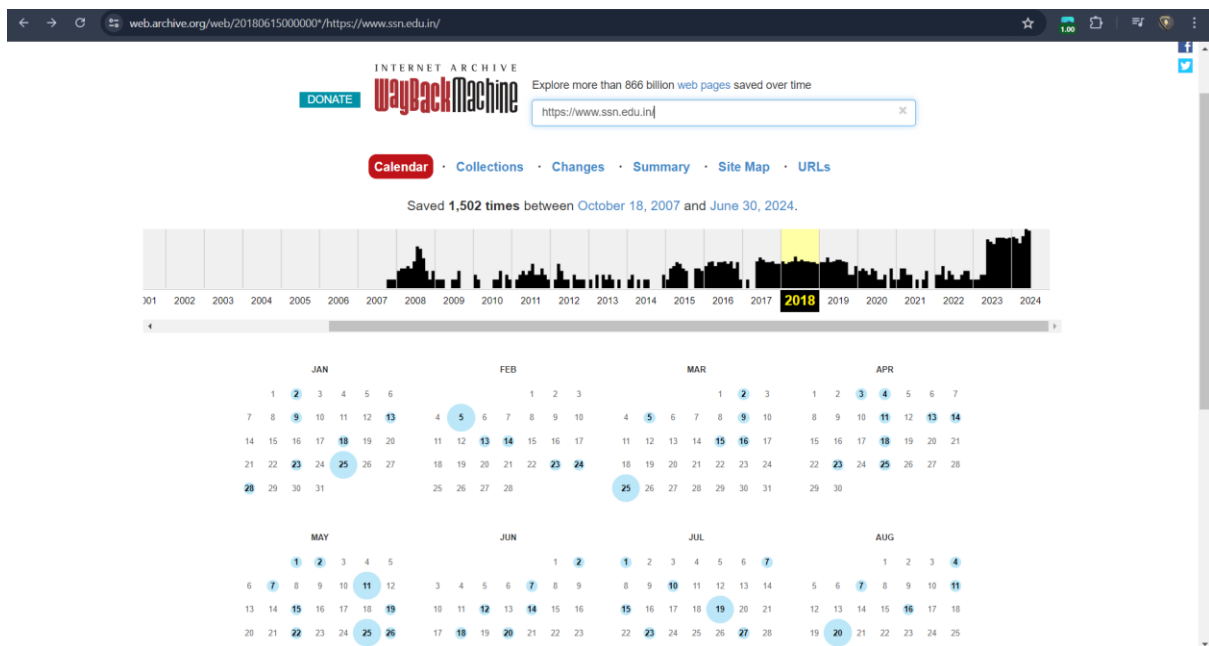 web.archive.org/web/20180615000000*/https://www.ssn.edu.in/
1.00
INTERNET ARCHIVE
DONATE WayBackMachine
Explore more than 866 billion web pages saved over time
https://www.ssn.edu.in/ ×
Calendar · Collections · Changes · Summary · Site Map · URLs
Saved 1,502 times between October 18, 2007 and June 30, 2024.
001 2002 2003 2004 2005 2006 2007 2008 2009 2010 2011 2012 2013 2014 2015 2016 2017 2018 2019 2020 2021 2022 2023 2024
JAN FEB MAR APR
1 2 3 4 5 6 1 2 3 1 2 3 1 2 3 4 5 6 7
7 8 9 10 11 12 13 4 5 6 7 8 9 10 4 5 6 7 8 9 10 8 9 10 11 12 13 14
14 15 16 17 18 19 20 11 12 13 14 15 16 17 11 12 13 14 15 16 17 15 16 17 18 19 20 21
21 22 23 24 25 26 27 18 19 20 21 22 23 24 18 19 20 21 22 23 24 22 23 24 25 26 27 28
28 29 30 31 25 26 27 28 25 26 27 28 29 30 31 29 30
MAY JUN JUL AUG
1 2 3 4 5 1 2 1 2 3 4 5 6 7 1 2 3 4
6 7 8 9 10 11 12 3 4 5 6 7 8 9 8 9 10 11 12 13 14 5 6 7 8 9 10 11
13 14 15 16 17 18 19 10 11 12 13 14 15 16 15 16 17 18 19 20 21 12 13 14 15 16 17 18
20 21 22 23 24 25 26 17 18 19 20 21 22 23 22 23 24 25 26 27 28 19 20 21 22 23 24 25